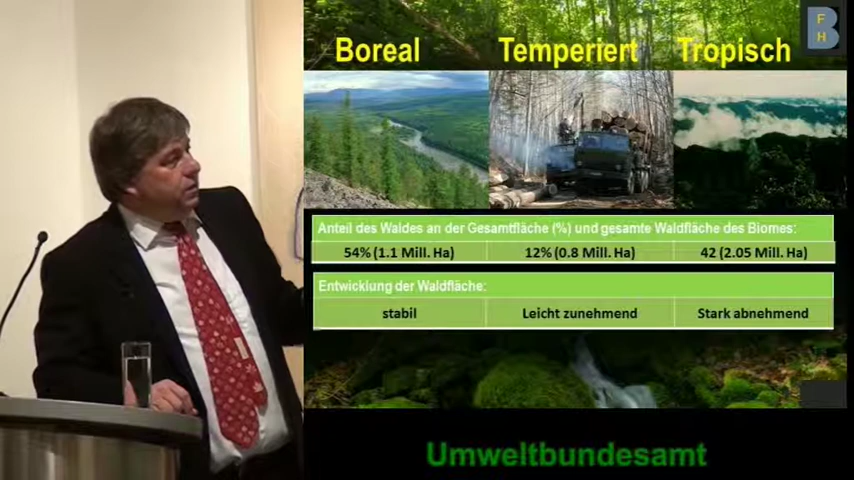 F
H
Boreal Temperiert Tropisch
Anteil des Waldes an der Gesamtfläche (%) und gesamte Waldfläche des Biomes:
54% (1.1 Mill. Ha) 12% (0.8 Mill. Ha) 42 (2.05 Mill. Ha)
Entwicklung der Waldfläche:
stabil Leicht zunehmend Stark abnehmend
Umweltbundesamt